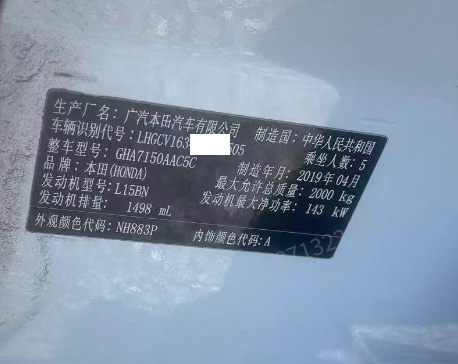 生产厂名: 广汽本田汽车有限公司 制造国: 中华人民共和国
车辆识别代号: LHGCV163 05 乘坐人数: 5
整车型号: GHA7150AAC5C 制造年月: 2019年04月
品牌: 本田(HONDA) 最大允许总质量: 2000 kg
发动机型号: L15BN 发动机最大净功率: 143 kW
发动机排量: 1498 mL
外观颜色代码: NH883P 内饰颜色代码: A